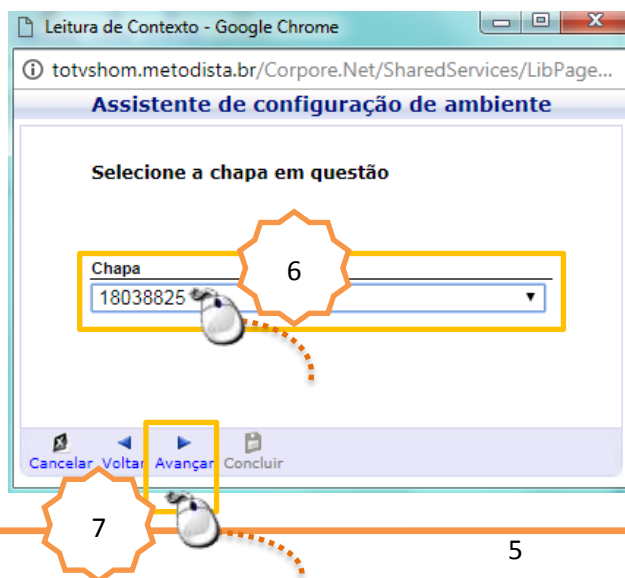 Leitura de Contexto - Google Chrome
totvshom.metodista.br/Corpore.Net/SharedServices/LibPage...
Assistente de configuração de ambiente
Selecione a chapa em questão
6
Chapa
18038825
Cancelar Voltar Avançar Concluir
7
5